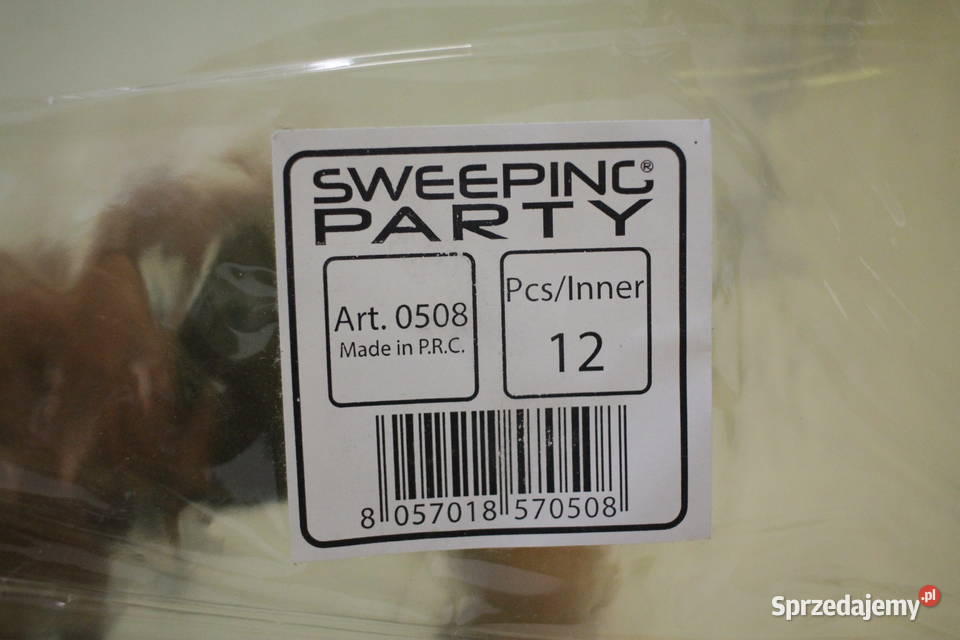 SWEEPING®
PARTY
Art. 0508
Made in P.R.C.
Pcs/Inner
12
8 057018 570508
Sprzedajemy.pl